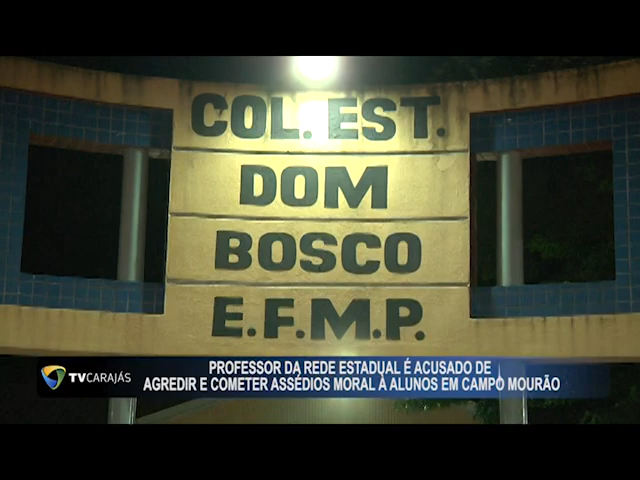 COL. EST.
DOM
BOSCO
E.F.M.P.
PROFESSOR DA REDE ESTADUAL É ACUSADO DE
AGREDIR E COMETER ASSÉDIOS MORAL À ALUNOS EM CAMPO MOURÃO
TVCARAJÁS